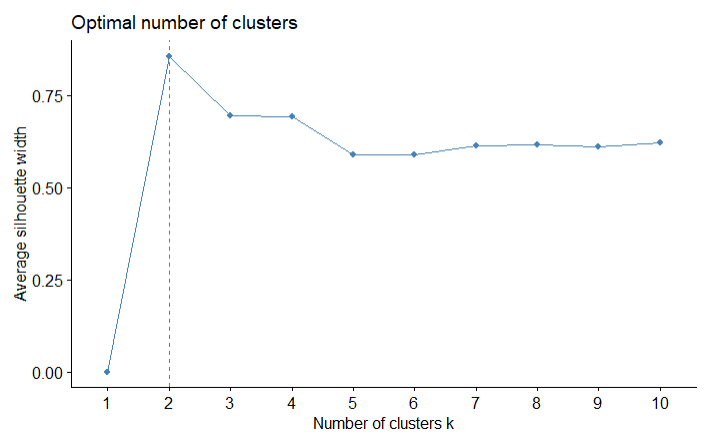 Optimal number of clusters
Average silhouette width
0.75
0.50
0.25
0.00
1 2 3 4 5 6 7 8 9 10
Number of clusters k